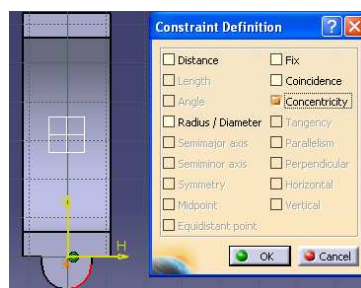 Constraint Definition
Distance
Fix
Length
Coincidence
Angle
Concentricity
Radius / Diameter
Tangency
Semimajor axis
Parallelism
Semiminor axis
Perpendicular
Symmetry
Horizontal
Midpoint
Vertical
Equidistant point
OK
Cancel
H